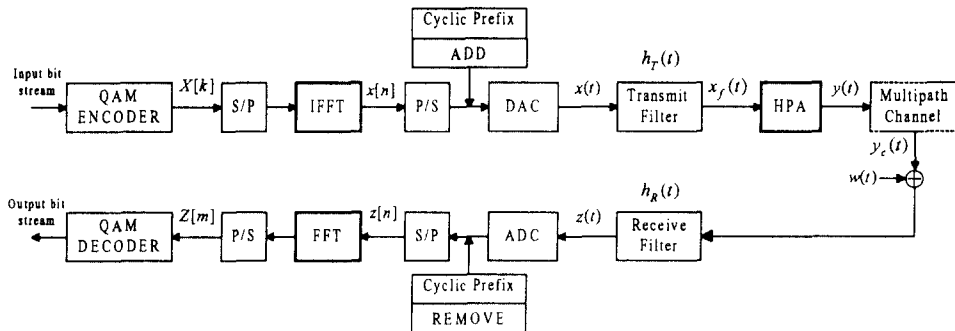 Cyclic Prefix
ADD
Input bit
stream
QAM
ENCODER
X[k]
S/P
IFFT
x[n]
P/S
DAC
x(t)
h_T(t)
Transmit
Filter
x_f(t)
HPA
y(t)
Multipath
Channel
y_c(t)
w(t)
Output bit
stream
QAM
DECODER
Z[m]
P/S
FFT
z[n]
S/P
ADC
z(t)
h_R(t)
Receive
Filter
Cyclic Prefix
REMOVE